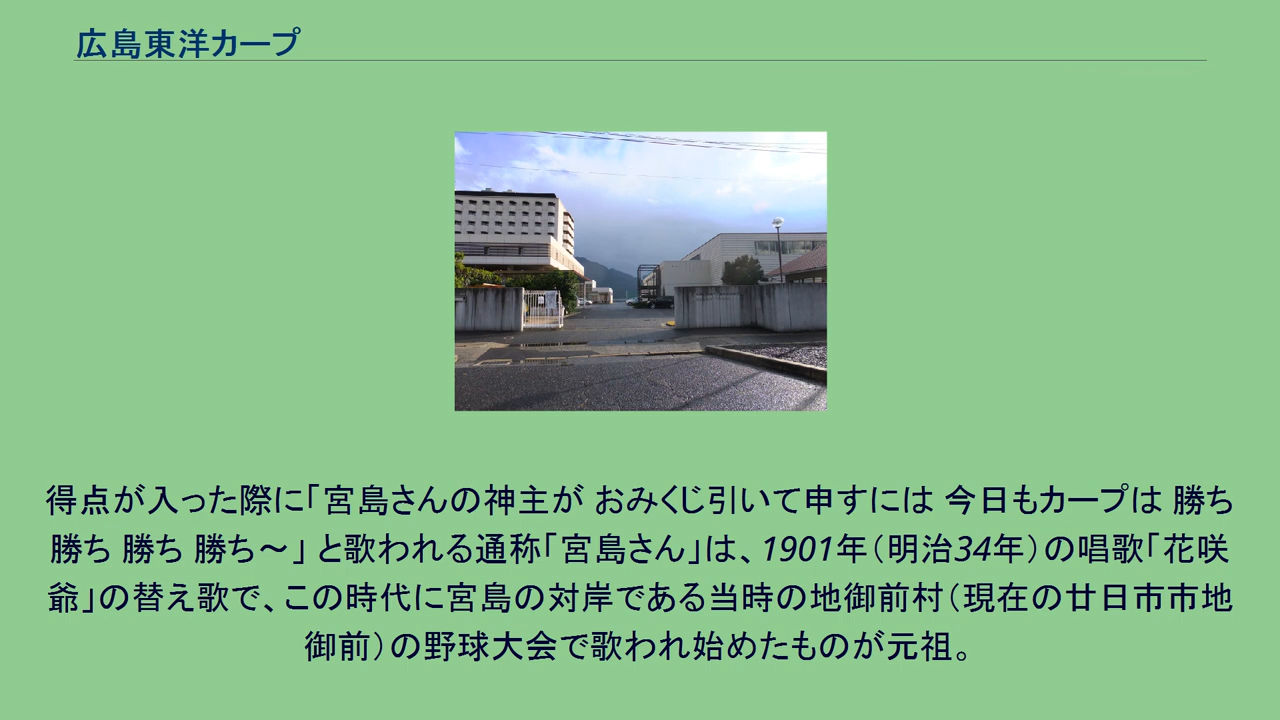 広島東洋カープ
得点が入った際に「宮島さんの神主が おみくじ引いて申すには 今日もカープは 勝ち
勝ち 勝ち 勝ち～」 と歌われる通称「宮島さん」は、1901年（明治34年）の唱歌「花咲
爺」の替え歌で、この時代に宮島の対岸である当時の地御前村（現在の廿日市市地
御前）の野球大会で歌われ始めたものが元祖。